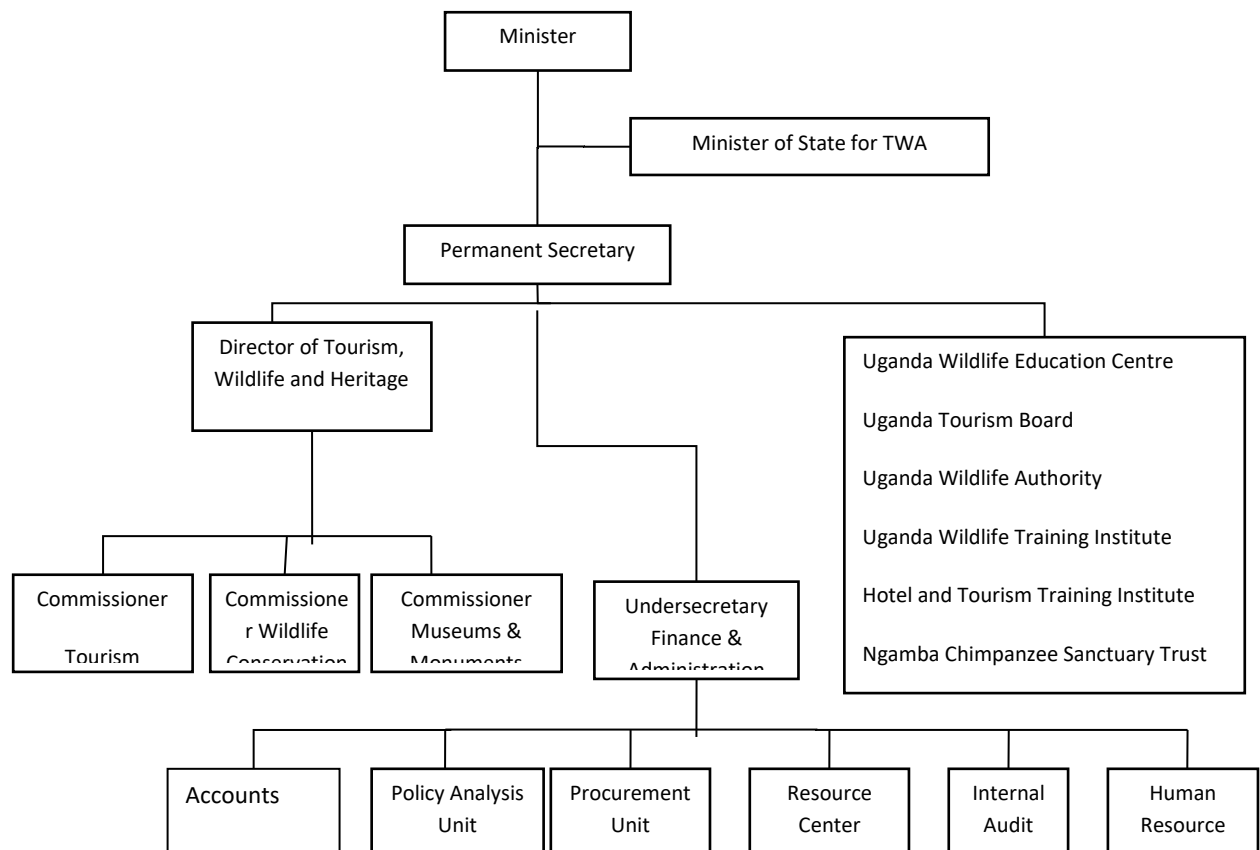 Minister
Minister of State for TWA
Permanent Secretary
Director of Tourism,
Wildlife and Heritage
Uganda Wildlife Education Centre
Uganda Tourism Board
Uganda Wildlife Authority
Uganda Wildlife Training Institute
Hotel and Tourism Training Institute
Ngamba Chimpanzee Sanctuary Trust
Commissioner
Tourism
Commissione
r Wildlife
Conservation
Commissioner
Museums &
Monuments
Undersecretary
Finance &
Administration
Accounts
Policy Analysis
Unit
Procurement
Unit
Resource
Center
Internal
Audit
Human
Resource